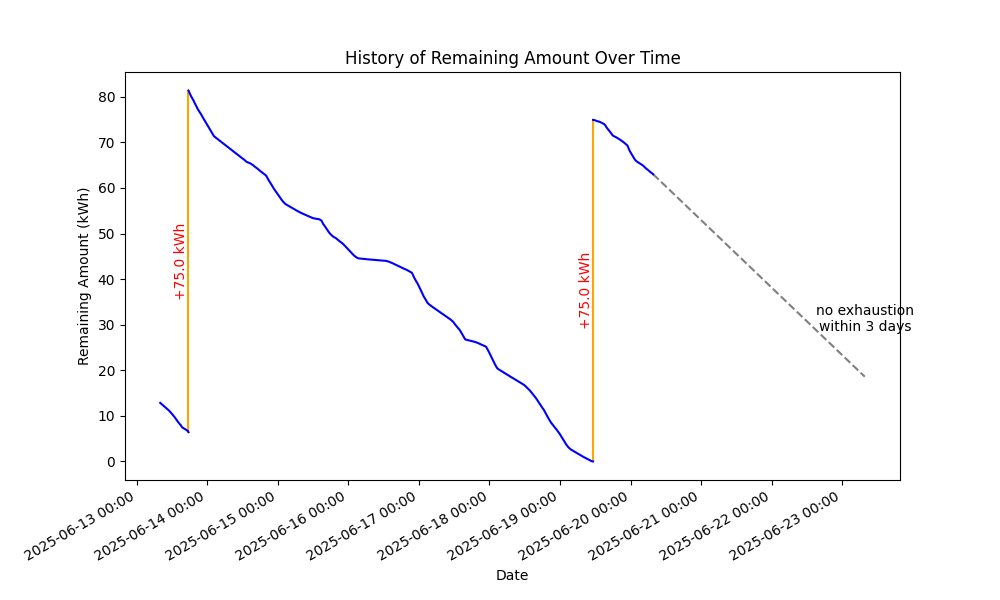 History of Remaining Amount Over Time
Remaining Amount (kWh)
80
70
60
50
40
30
20
10
0
+75.0 kWh
+75.0 kWh
no exhaustion
within 3 days
2025-06-13 00:00
2025-06-14 00:00
2025-06-15 00:00
2025-06-16 00:00
2025-06-17 00:00
2025-06-18 00:00
2025-06-19 00:00
2025-06-20 00:00
2025-06-21 00:00
2025-06-22 00:00
2025-06-23 00:00
Date